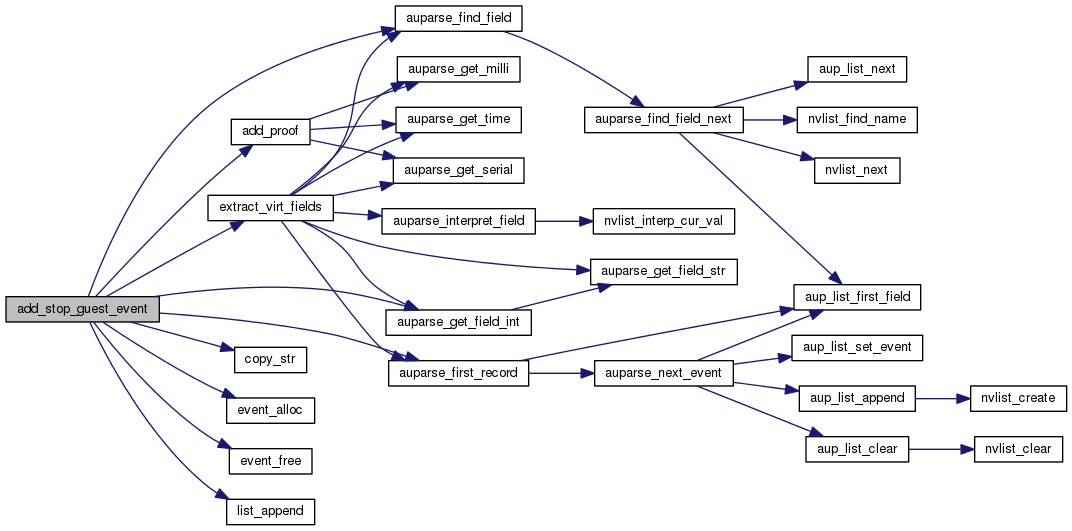 auparse_find_field
auparse_get_milli
aup_list_next
auparse_get_time
auparse_find_field_next
nvlist_find_name
add_proof
auparse_get_serial
nvlist_next
extract_virt_fields
auparse_interpret_field
nvlist_interp_cur_val
auparse_get_field_str
add_stop_guest_event
aup_list_first_field
auparse_get_field_int
aup_list_set_event
copy_str
auparse_first_record
auparse_next_event
aup_list_append
nvlist_create
event_alloc
aup_list_clear
nvlist_clear
event_free
list_append